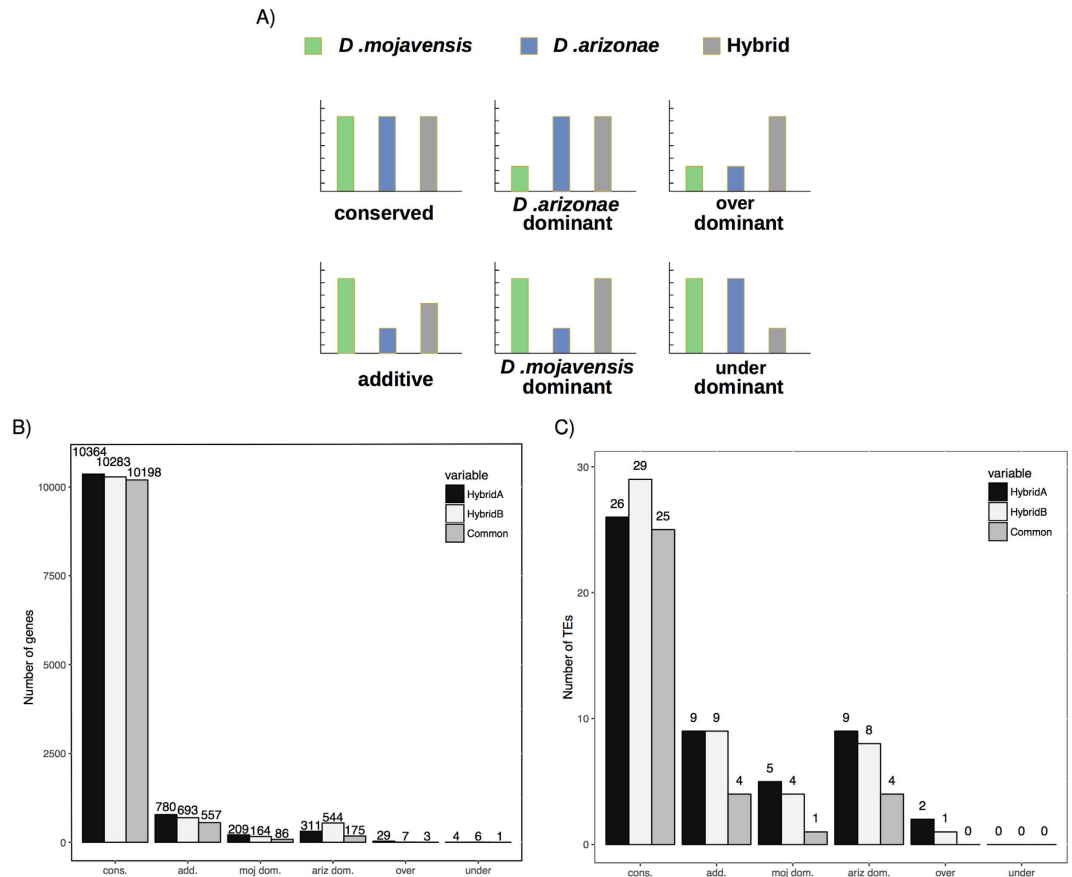 A)
D .mojavensis D .arizonae Hybrid
conserved
D .arizonae
dominant
over
dominant
additive
D .mojavensis
dominant
under
dominant
B)
Number of genes
10000
7500
5000
2500
0
10364
10283
10198
780 693 557
209 164 86
311 544 175
29 7 3
4 6 1
variable
HybridA
HybridB
Common
cons. add. moj dom. ariz dom. over under
C)
Number of TEs
30
20
10
0
26 29 25
9 9 4
5 4 1
9 8 4
2 1 0
0 0 0
variable
HybridA
HybridB
Common
cons. add. moj dom. ariz dom. over under